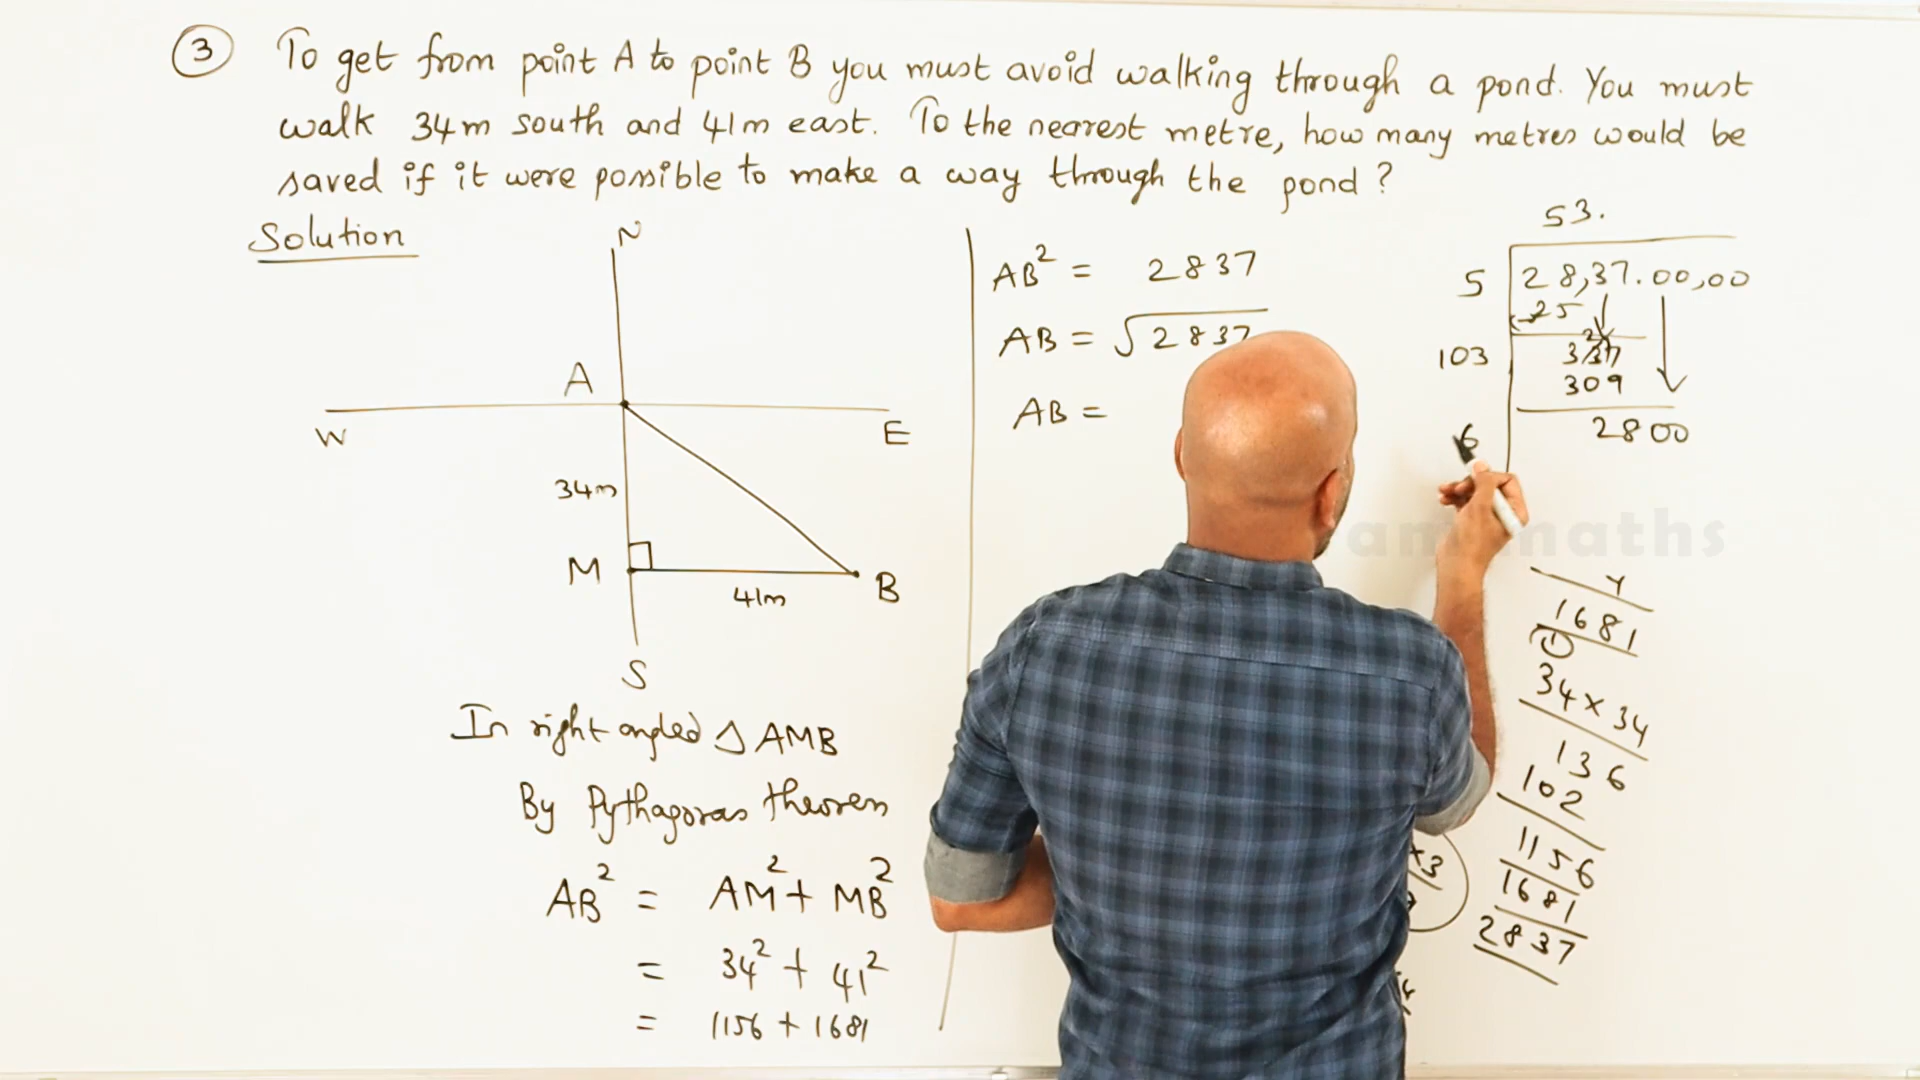 3 To get from point A to point B you must avoid walking through a pond. You must
walk 34m south and 41m east. To the nearest metre, how many metres would be
saved if it were possible to make a way through the pond?
Solution
N
A
W
E
34m
M
41m
B
S
In right angled △ AMB
By Pythagoras theorem
AB² = AM² + MB²
= 34² + 41²
= 1156 + 1681
AB² = 2837
AB = √2837
AB =
53.
5 28,37.00,00
25
103 337
309
2800
6
maths
1681
1
34 × 34
136
102
1156
1681
2837
×3